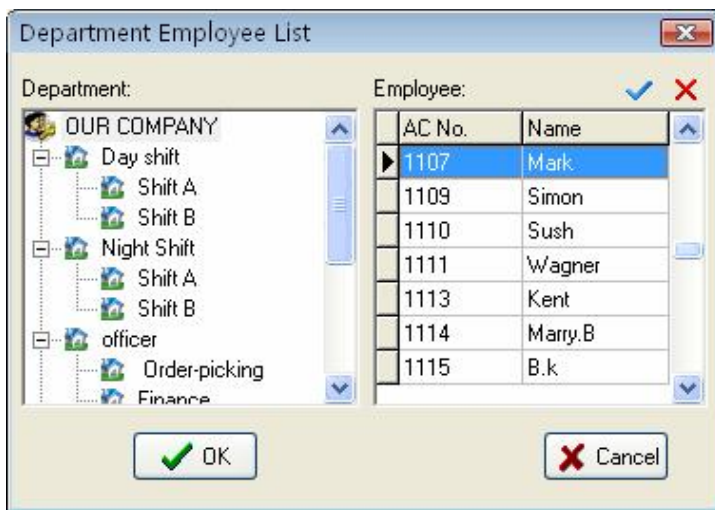 Department Employee List
Department:
OUR COMPANY
Day shift
Shift A
Shift B
Night Shift
Shift A
Shift B
officer
Order-picking
Finance
Employee:
AC No. Name
1107 Mark
1109 Simon
1110 Sush
1111 Wagner
1113 Kent
1114 Marry.B
1115 B.k
OK
Cancel